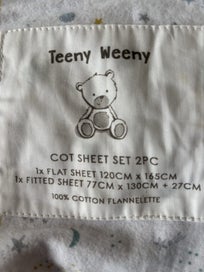 Teeny Weeny
COT SHEET SET 2PC
1X FLAT SHEET 120CM X 165CM
1X FITTED SHEET 77CM X 130CM + 27CM
100% COTTON FLANNELETTE